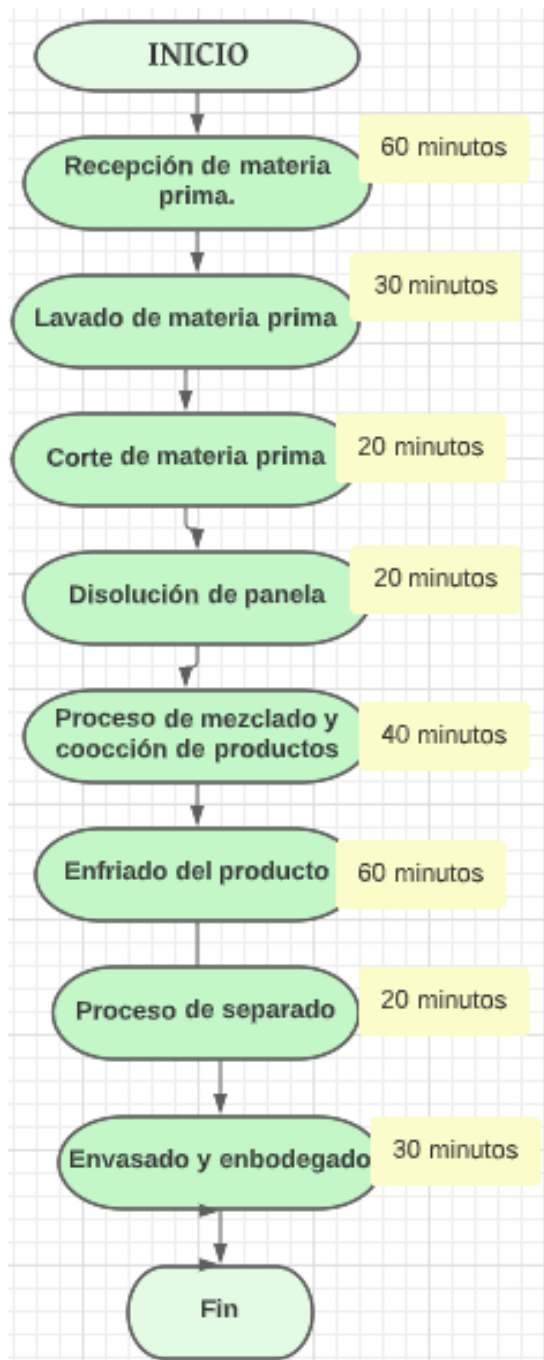 INICIO
60 minutos
Recepción de materia
prima.
30 minutos
Lavado de materia prima
20 minutos
Corte de materia prima
20 minutos
Disolución de panela
Proceso de mezclado y
coocción de productos
40 minutos
Enfriado del producto
60 minutos
20 minutos
Proceso de separado
30 minutos
Envasado y enbodegado
Fin